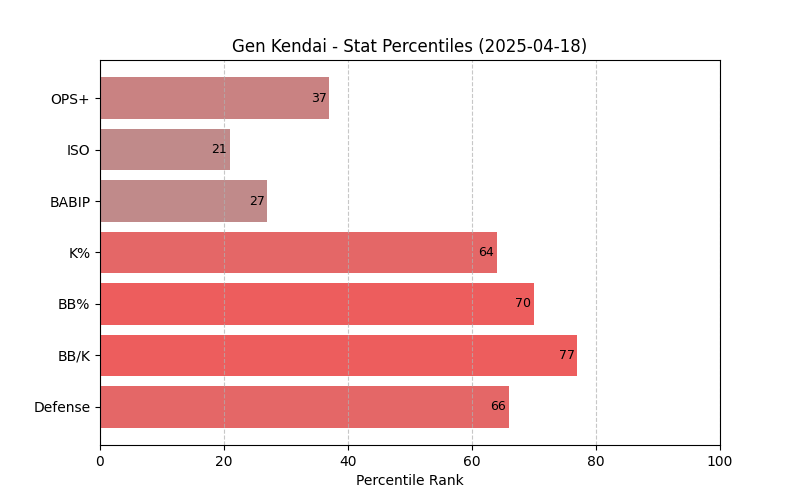 Gen Kendai - Stat Percentiles (2025-04-18)
OPS+ 37
ISO 21
BABIP 27
K% 64
BB% 70
BB/K 77
Defense 66
0 20 40 60 80 100
Percentile Rank